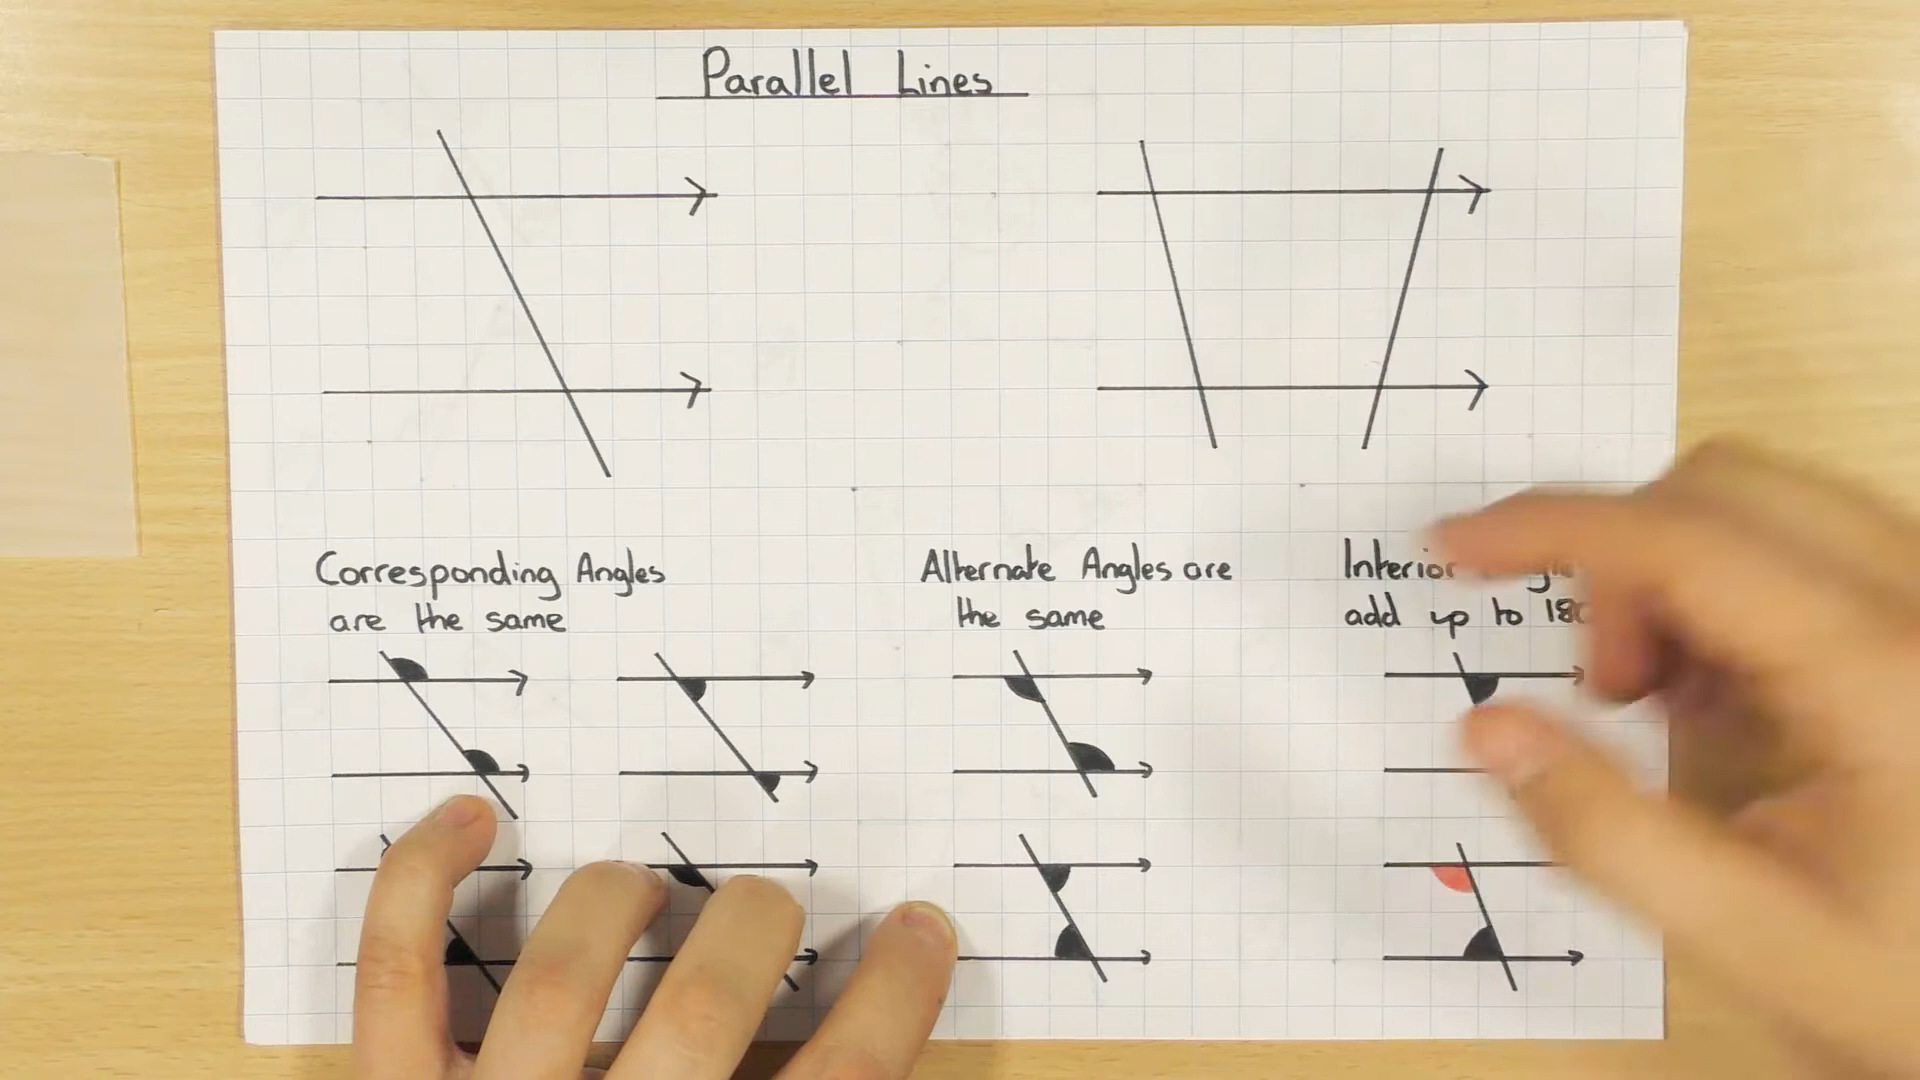 Parallel Lines
Corresponding Angles
are the same
Alternate Angles are
the same
Interior
add up to